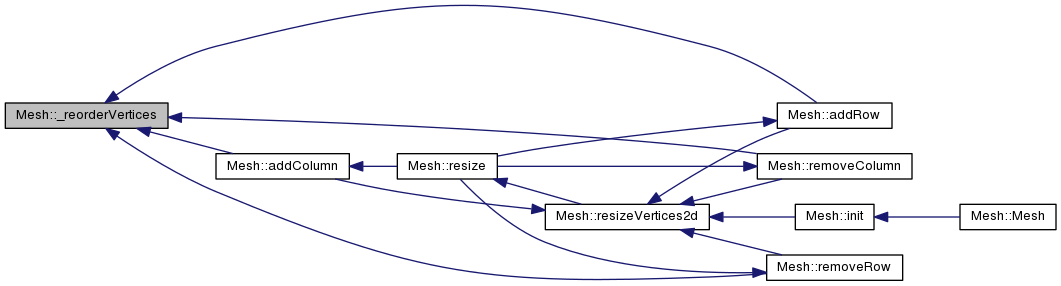 Mesh::_reorderVertices
Mesh::addRow
Mesh::addColumn
Mesh::resize
Mesh::removeColumn
Mesh::resizeVertices2d
Mesh::init
Mesh::Mesh
Mesh::removeRow